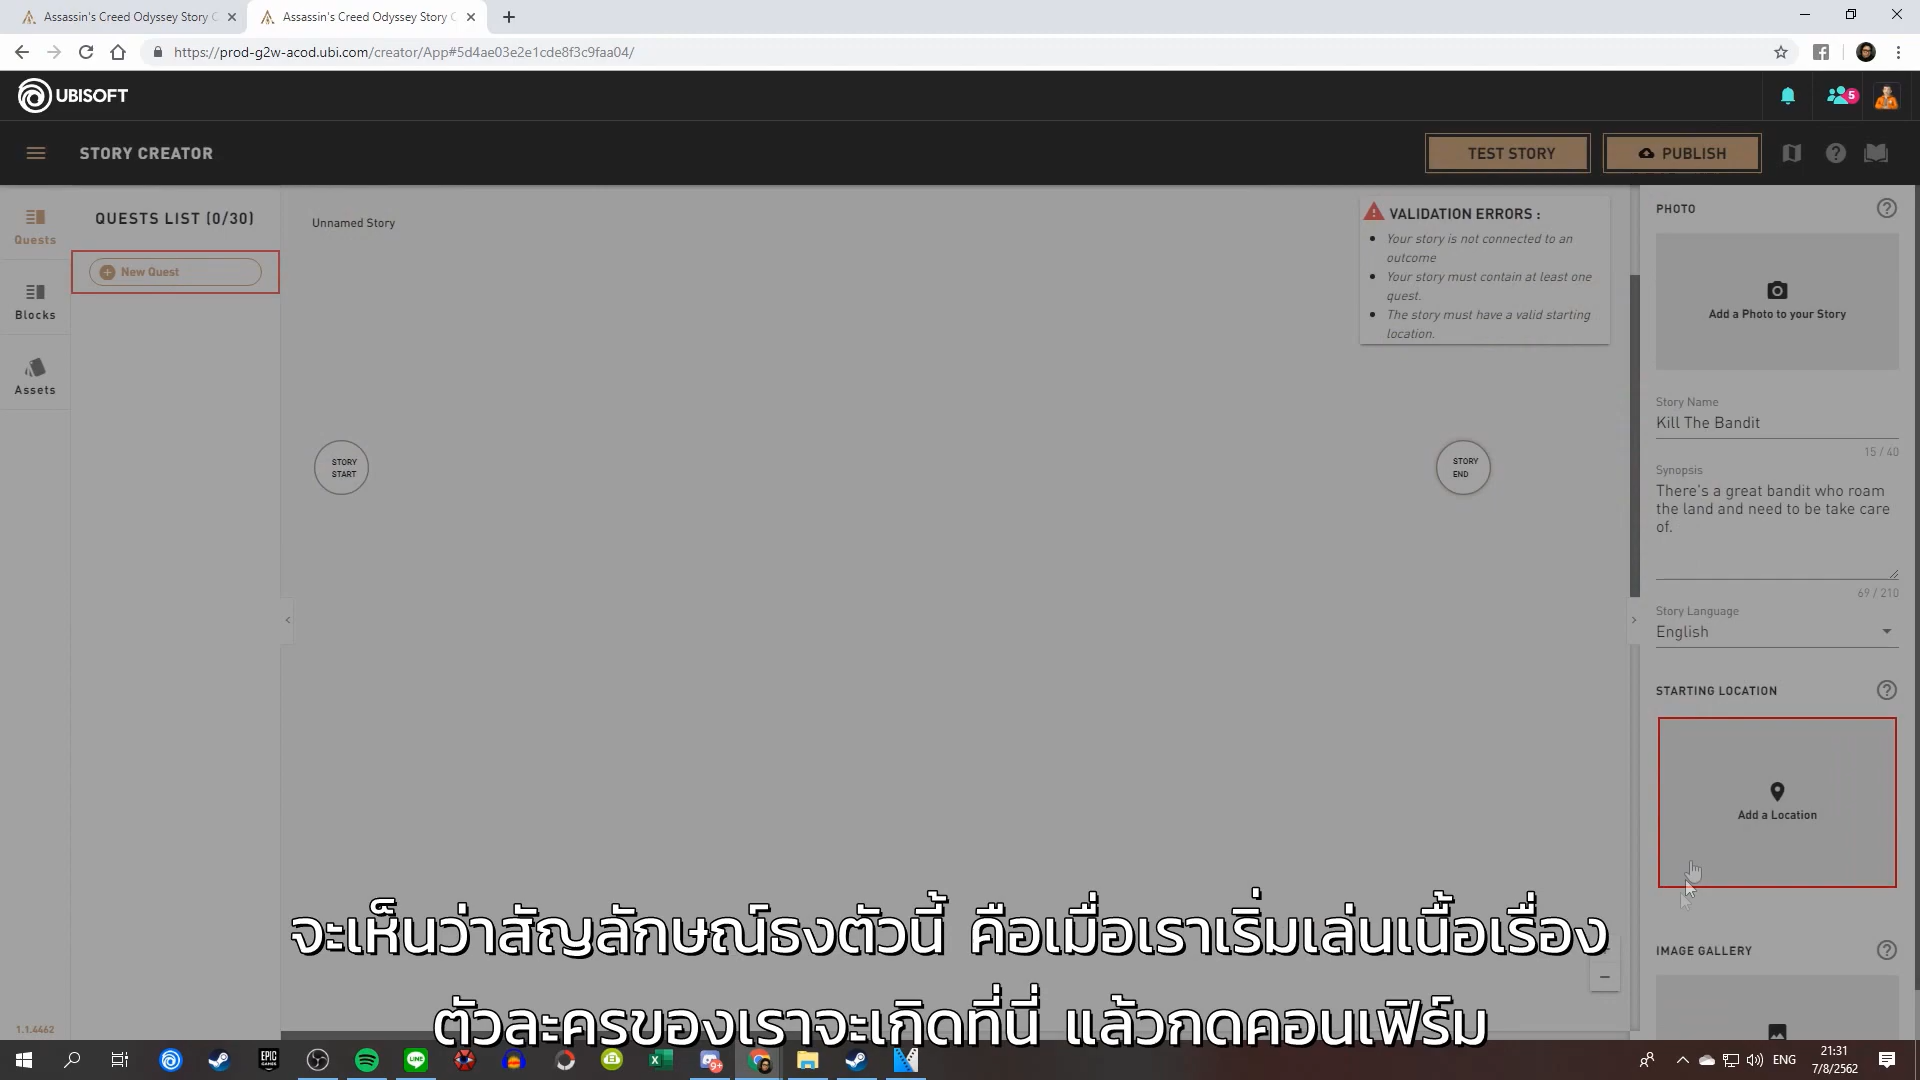 Assassin's Creed Odyssey Story C
Assassin's Creed Odyssey Story C
https://prod-g2w-acod.ubi.com/creator/App#5d4ae03e2e1cde8f3c9faa04/
UBISOFT
5
STORY CREATOR
TEST STORY
PUBLISH
Quests
Blocks
Assets
QUESTS LIST (0/30)
New Quest
Unnamed Story
STORY
START
STORY
END
VALIDATION ERRORS :
Your story is not connected to an
outcome
Your story must contain at least one
quest.
The story must have a valid starting
location.
PHOTO
Add a Photo to your Story
Story Name
Kill The Bandit
15 / 40
Synopsis
There's a great bandit who roam
the land and need to be take care
of.
69 / 210
Story Language
English
STARTING LOCATION
Add a Location
IMAGE GALLERY
จะเห็นว่าสัญลักษณ์ธงตัวนี้ คือเมื่อเราเริ่มเล่นเนื้อเรื่อง
ตัวละครของเราจะเกิดที่นี่ แล้วกดคอนเฟิร์ม
1.1.4462
EPIC
GAMES
LINE
9+
ENG
21:31
7/8/2562